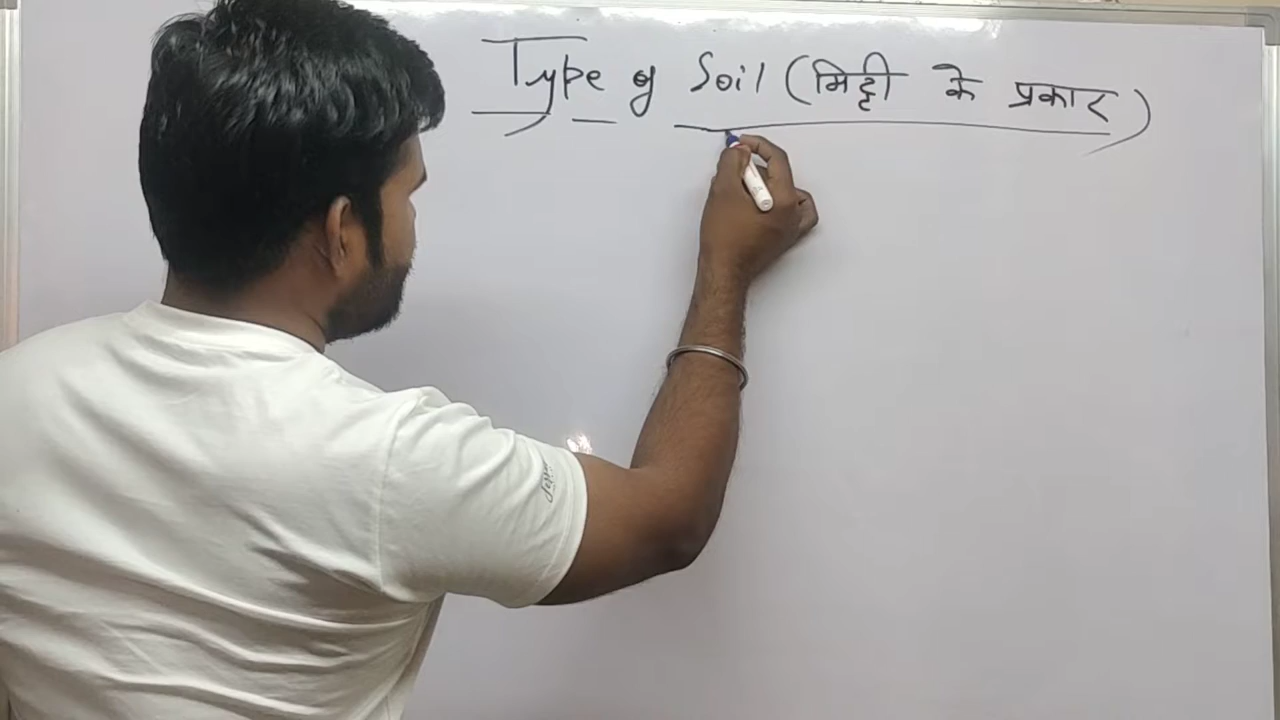 Type of Soil (मिट्टी के प्रकार)